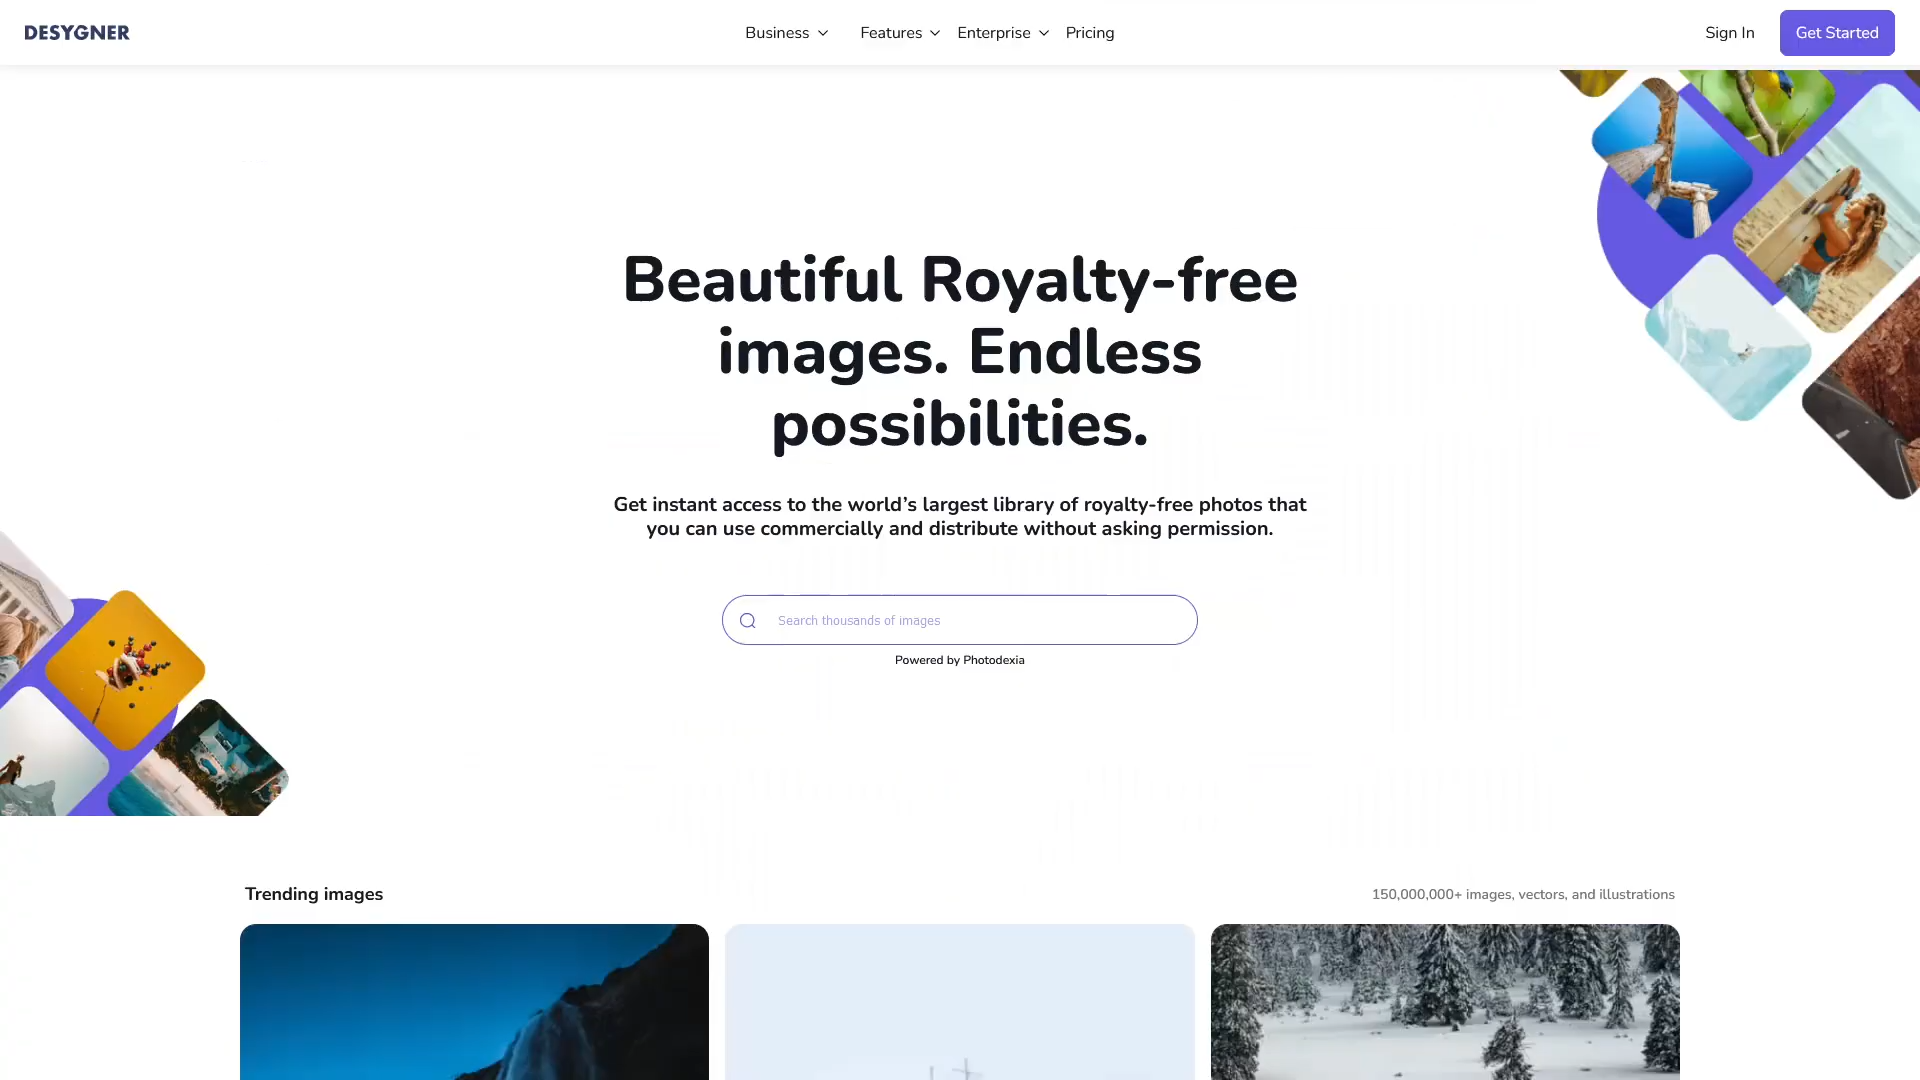 DESYGNER
Business
Features
Enterprise
Pricing
Sign In
Get Started
Beautiful Royalty-free
images. Endless
possibilities.
Get instant access to the world’s largest library of royalty-free photos that
you can use commercially and distribute without asking permission.
Search thousands of images
Powered by Photodexia
Trending images
150,000,000+ images, vectors, and illustrations